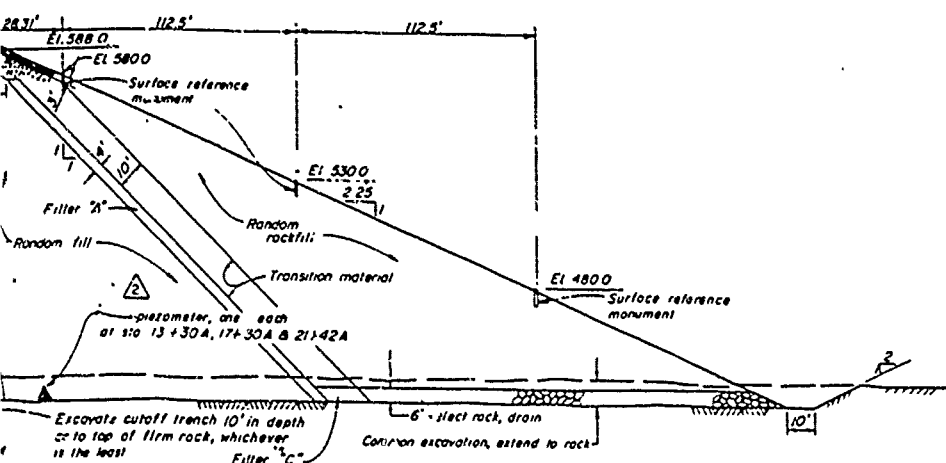 28.31' 112.5' 112.5'
El. 588.0
El. 580.0
Surface reference
monument
1
1
4'
10'
El. 530.0
2.25
1
Filter "A"
Random
rockfill
Random fill
Transition material
2
El. 480.0
Surface reference
monument
piezometer, one each
at sta 13+30A, 17+30A & 21+42A
2
1
Excavate cutoff trench 10' in depth
or to top of firm rock, whichever
is the least
6' select rock, drain
Common excavation, extend to rock
10'
Filter "C"